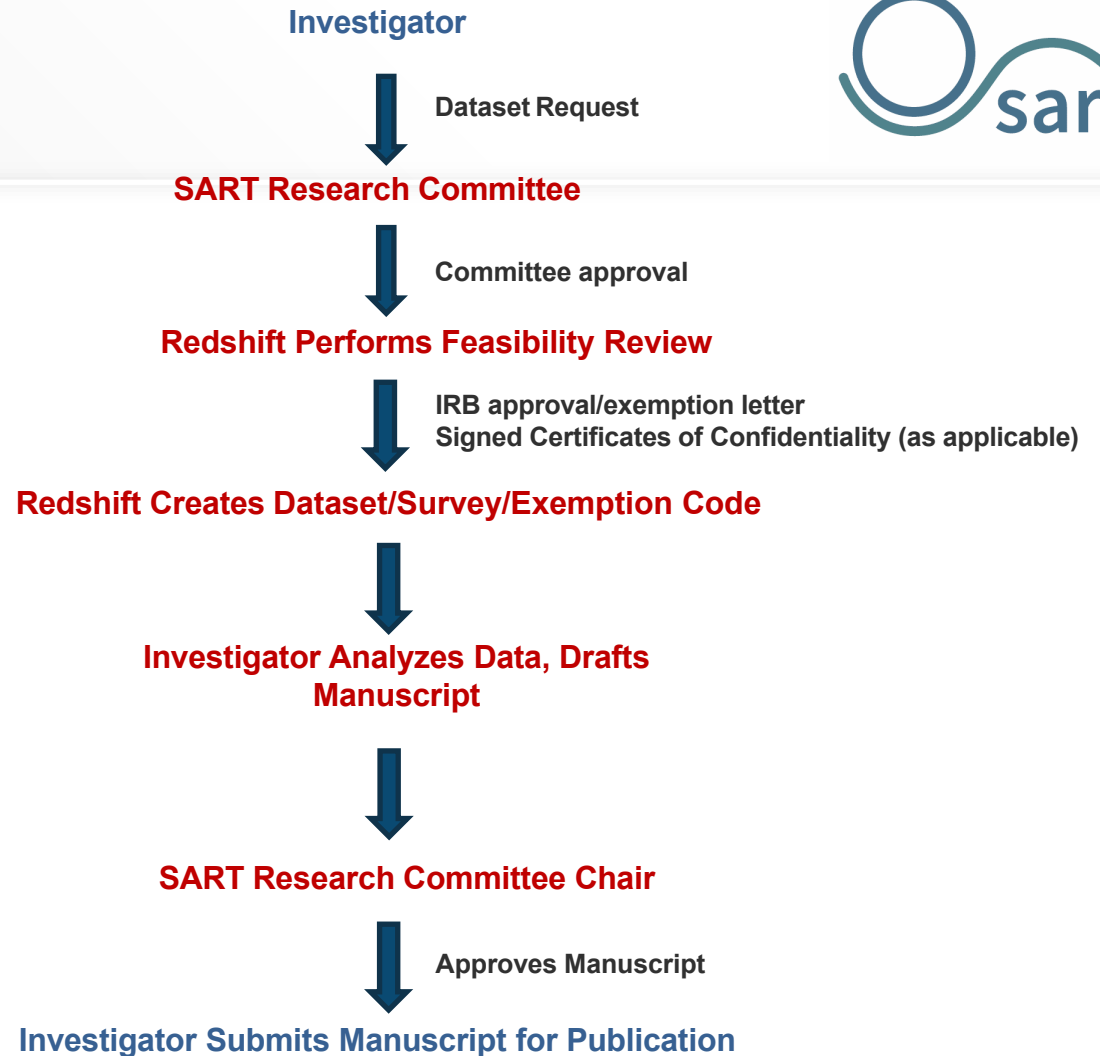 Investigator
Dataset Request
sar
SART Research Committee
Committee approval
Redshift Performs Feasibility Review
IRB approval/exemption letter
Signed Certificates of Confidentiality (as applicable)
Redshift Creates Dataset/Survey/Exemption Code
Investigator Analyzes Data, Drafts
Manuscript
SART Research Committee Chair
Approves Manuscript
Investigator Submits Manuscript for Publication